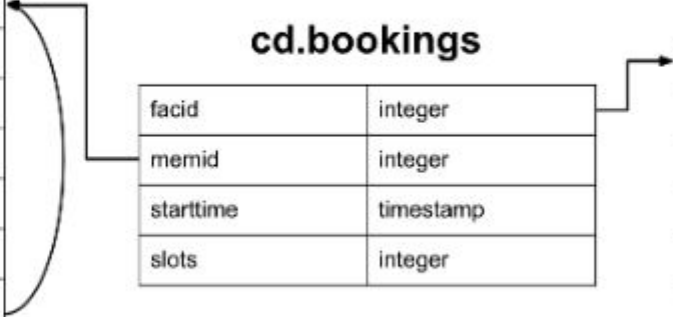 cd.bookings
facid integer
memid integer
starttime timestamp
slots integer